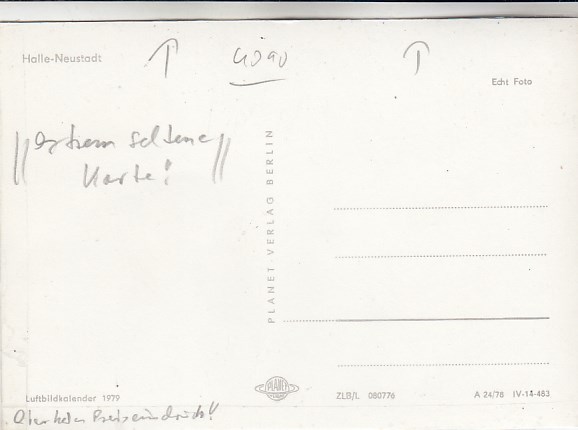 Halle-Neustadt
4090
Echt Foto
extrem seltene
Karte!
PLANET VERLAG BERLIN
Luftbildkalender 1979
PLANET
ZLB/L 080776
A 24/78 IV-14-483